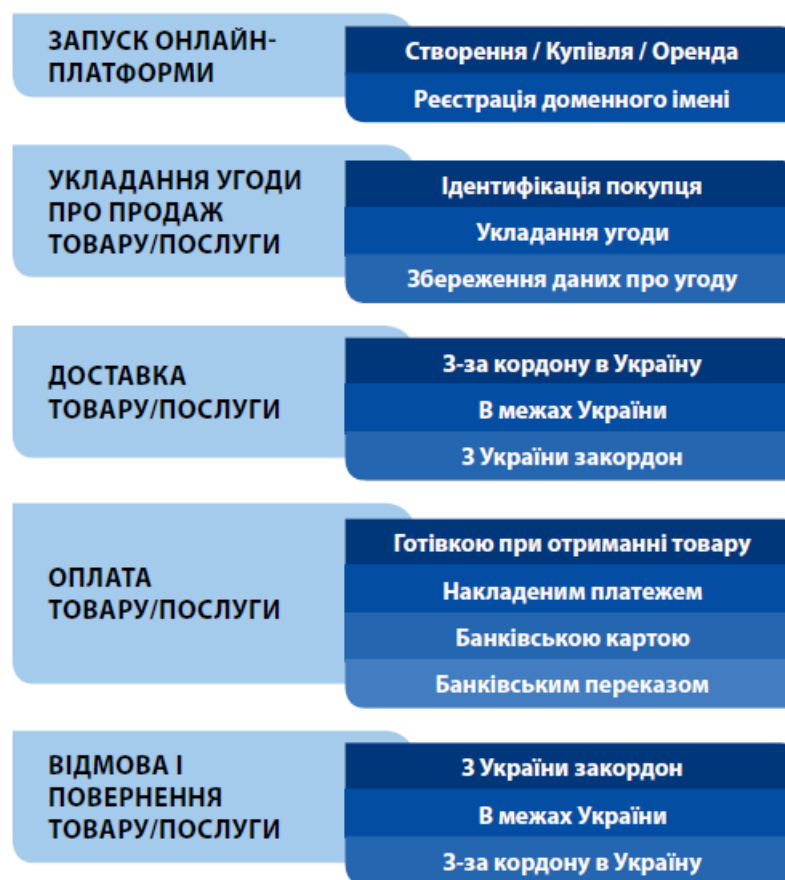 ЗАПУСК ОНЛАЙН-
ПЛАТФОРМИ
Створення / Купівля / Оренда
Реєстрація доменного імені
УКЛАДАННЯ УГОДИ
ПРО ПРОДАЖ
ТОВАРУ/ПОСЛУГИ
Ідентифікація покупця
Укладання угоди
Збереження даних про угоду
ДОСТАВКА
ТОВАРУ/ПОСЛУГИ
З-за кордону в Україну
В межах України
З України закордон
ОПЛАТА
ТОВАРУ/ПОСЛУГИ
Готівкою при отриманні товару
Накладеним платежем
Банківською картою
Банківським переказом
ВІДМОВА І
ПОВЕРНЕННЯ
ТОВАРУ/ПОСЛУГИ
З України закордон
В межах України
З-за кордону в Україну